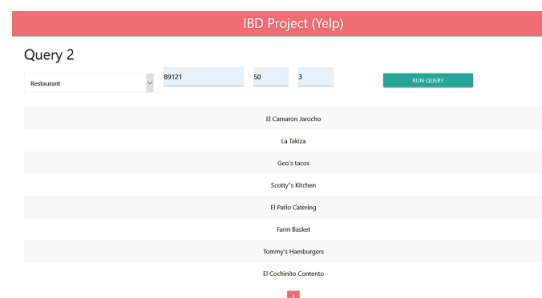 IBD Project (Yelp)
Query 2
Restaurant 89121 50 3 RUN QUERY
El Camaron Jarocho
La Takiza
Geo's tacos
Scotty's Kitchen
El Patio Catering
Farm Basket
Tommy's Hamburgers
El Cochinito Contento